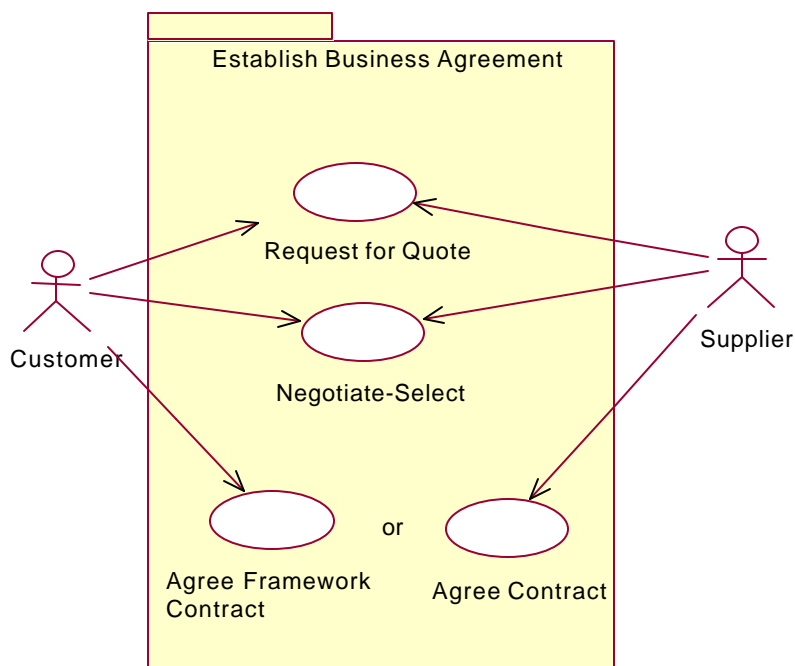 Establish Business Agreement
Request for Quote
Customer
Supplier
Negotiate-Select
or
Agree Framework
Contract
Agree Contract